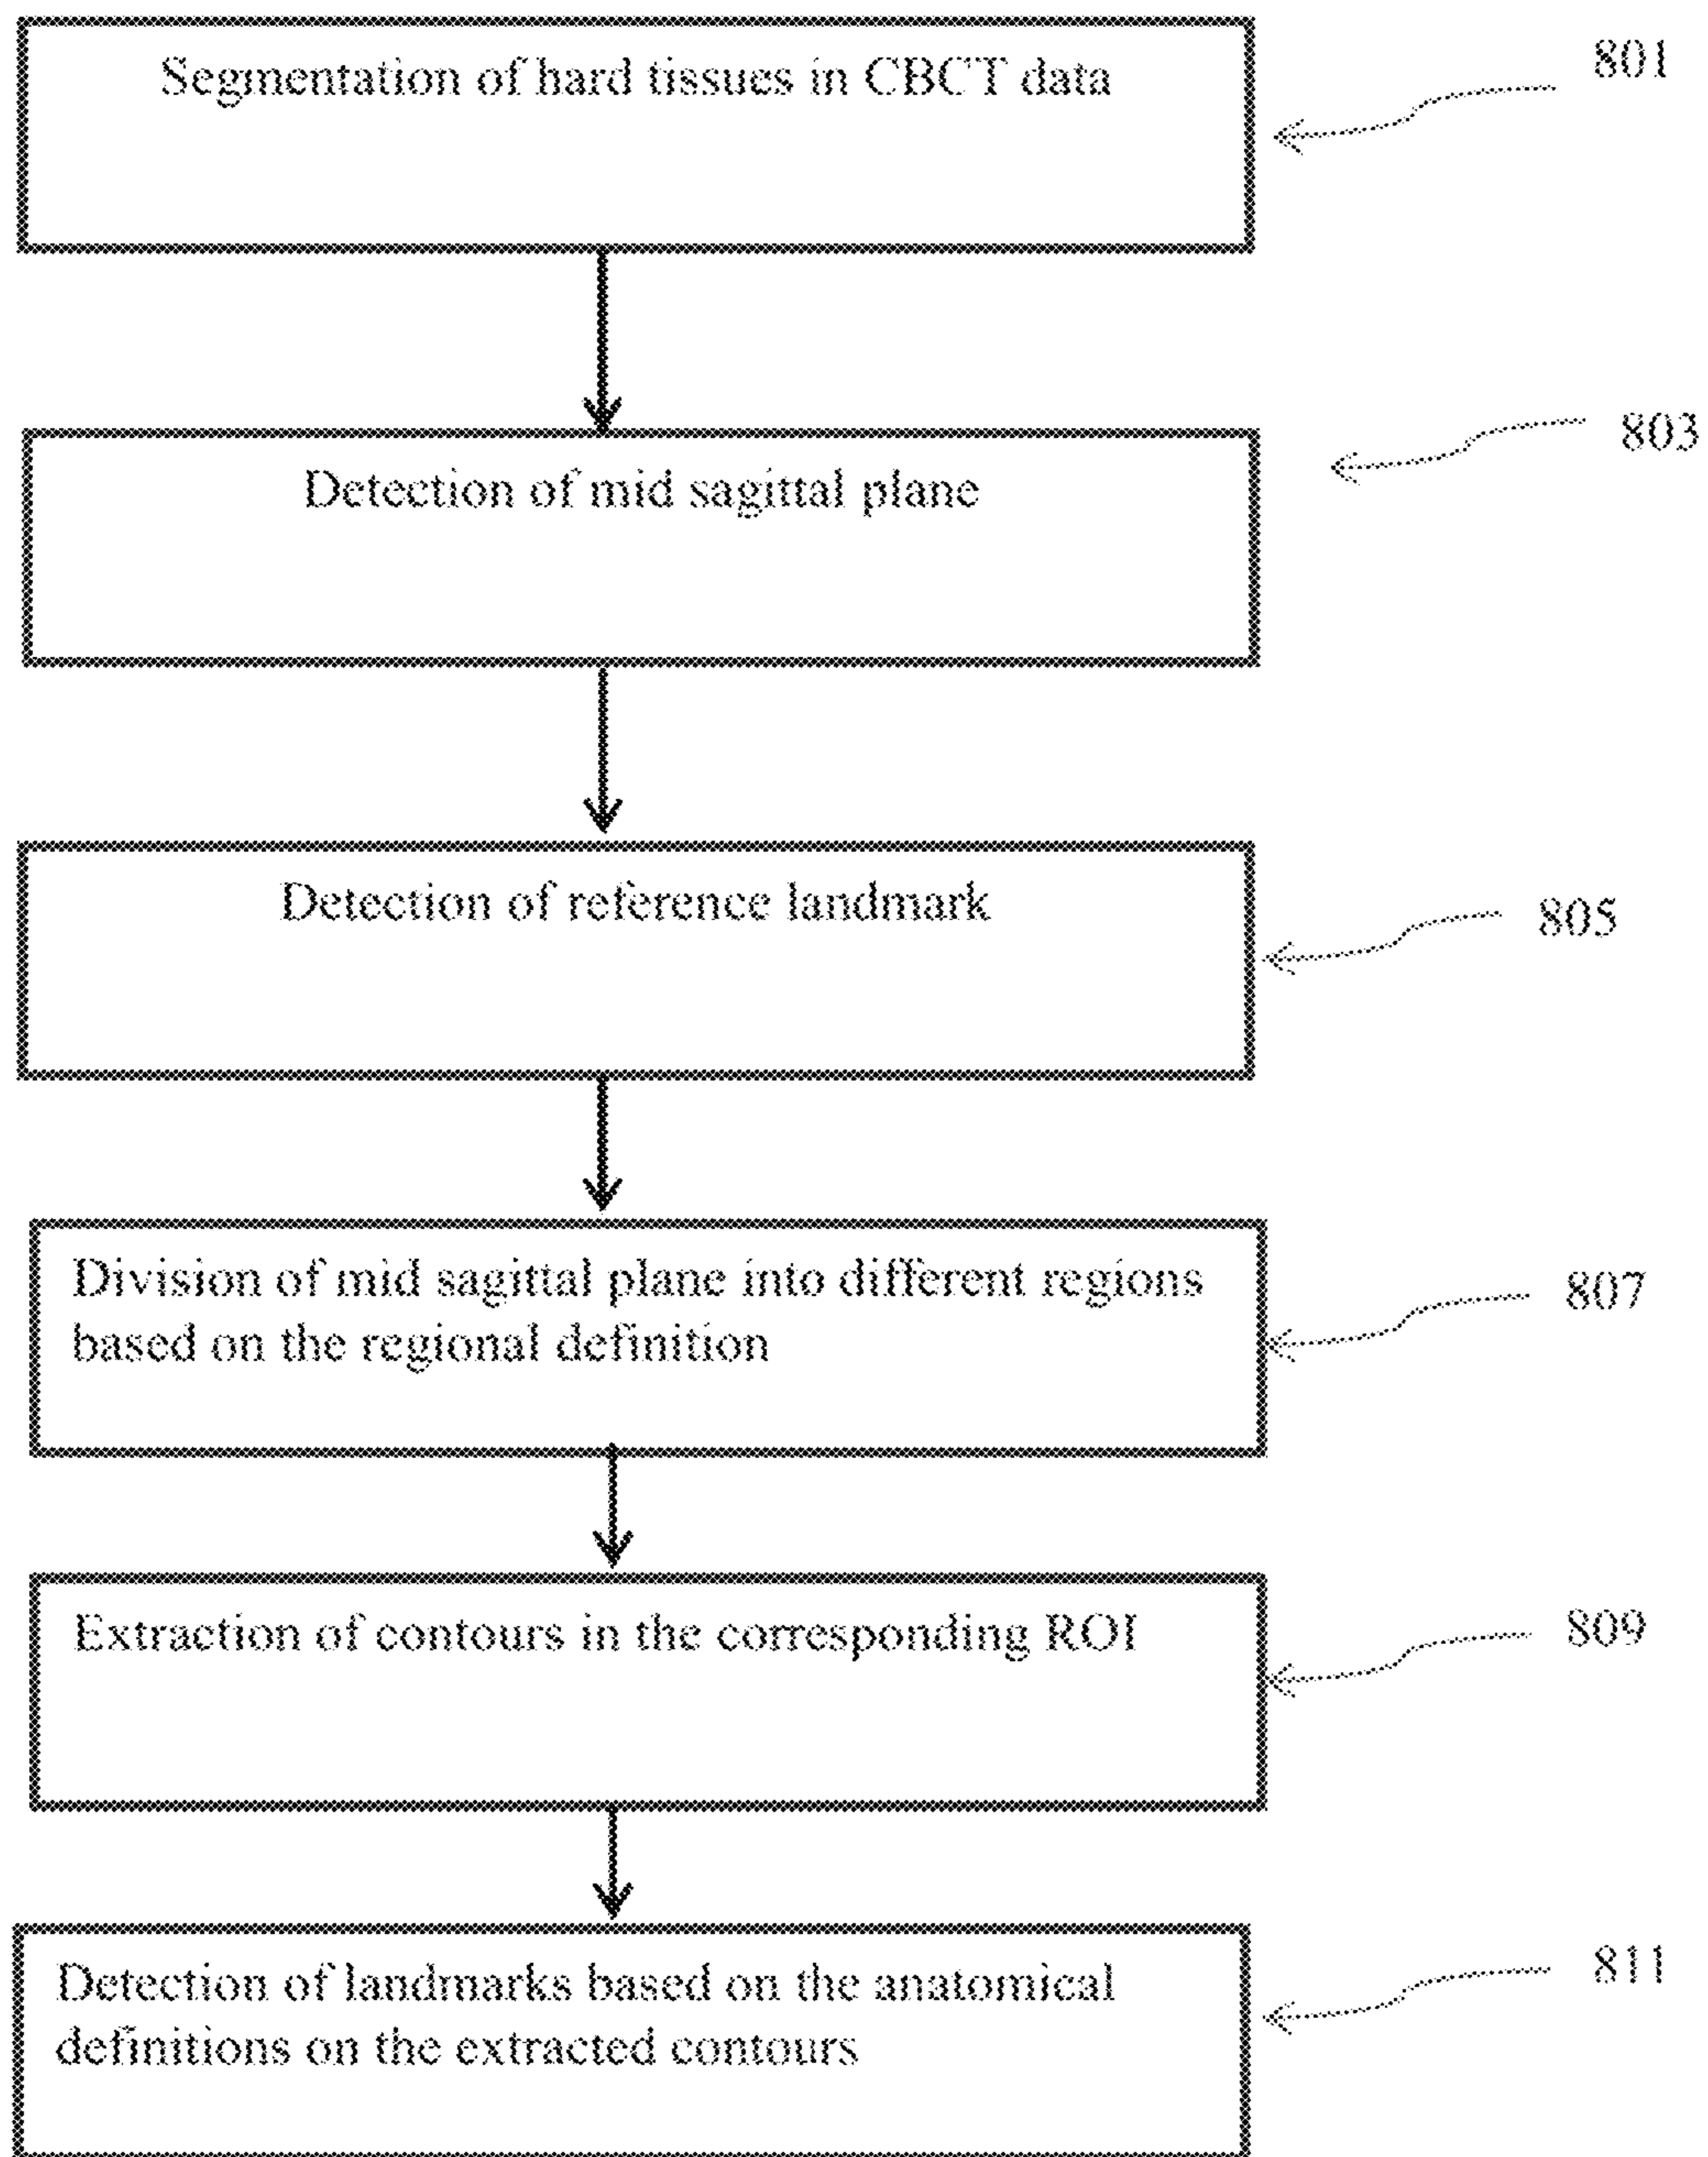 Segmentation of hard tissues in CBCT data
801
Detection of mid sagittal plane
803
Detection of reference landmark
805
Division of mid sagittal plane into different regions
based on the regional definition
807
Extraction of contours in the corresponding ROI
809
Detection of landmarks based on the anatomical
definitions on the extracted contours
811